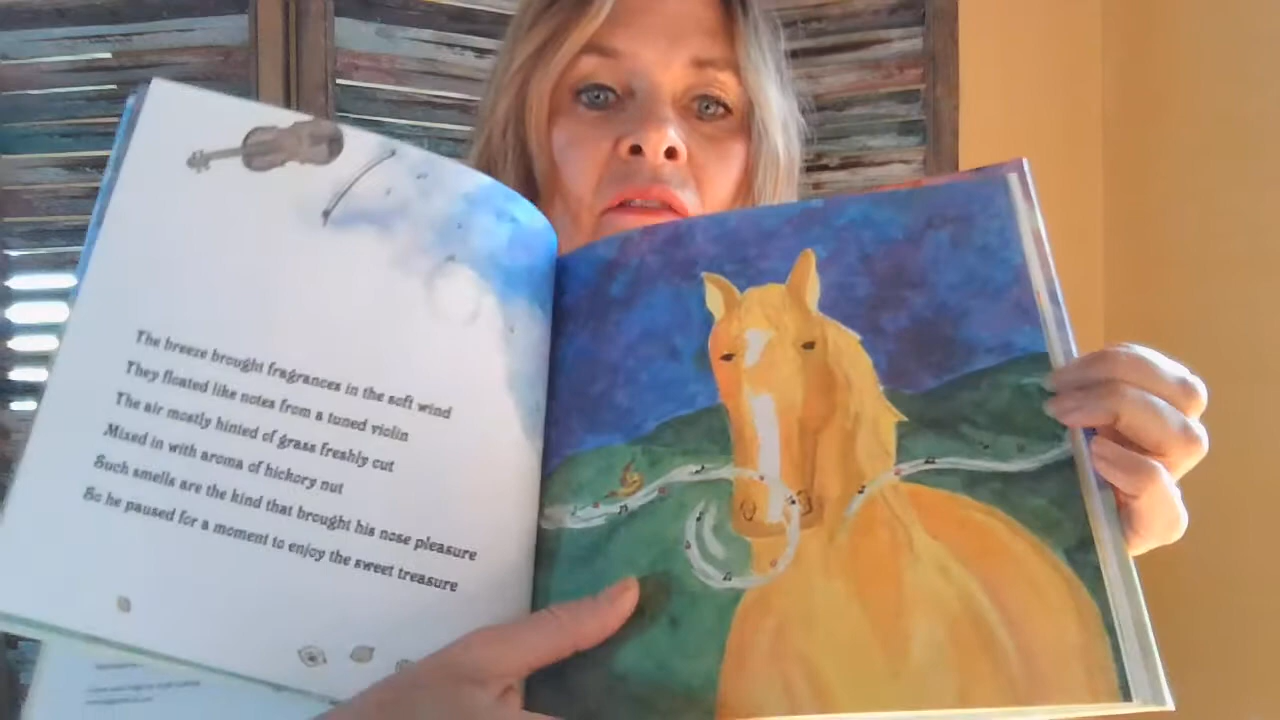 The breeze brought fragrances in the soft wind
They floated like notes from a tuned violin
The air mostly hinted of grass freshly cut
Mixed in with aroma of hickory nut
Such smells are the kind that brought his nose pleasure
So he paused for a moment to enjoy the sweet treasure